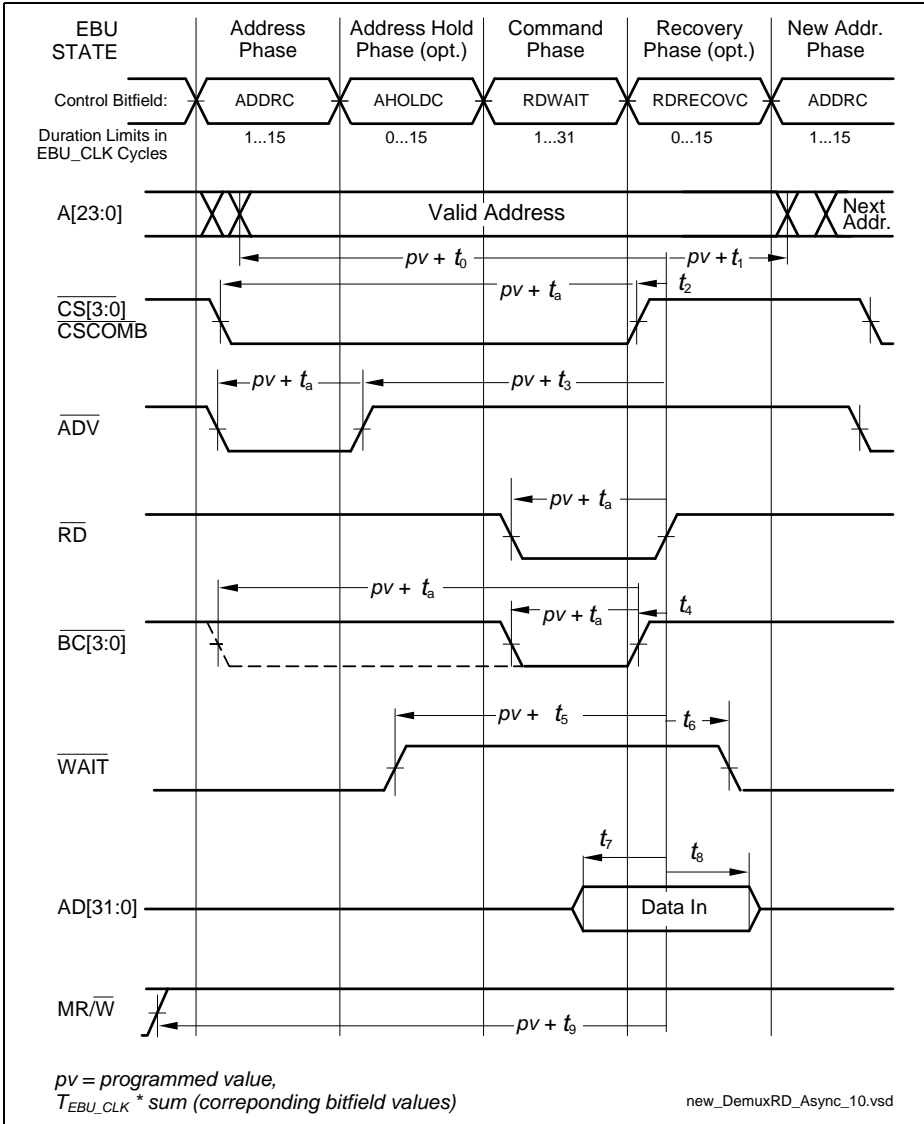 EBU STATE
Address Phase
Address Hold Phase (opt.)
Command Phase
Recovery Phase (opt.)
New Addr. Phase
Control Bitfield: ADDRC AHOLDC RDWAIT RDRECOVC ADDRC
Duration Limits in EBU_CLK Cycles 1...15 0...15 1...31 0...15 1...15
A[23:0] Valid Address Next Addr.
pv + t0 pv + t1
pv + ta t2
CS[3:0]
CSCOMB
pv + ta pv + t3
ADV
pv + ta
RD
pv + ta
pv + ta t4
BC[3:0]
pv + t5 t6
WAIT
t7 t8
AD[31:0] Data In
MR/W
pv + t9
pv = programmed value,
TEBU_CLK * sum (correponding bitfield values)
new_DemuxRD_Async_10.vsd